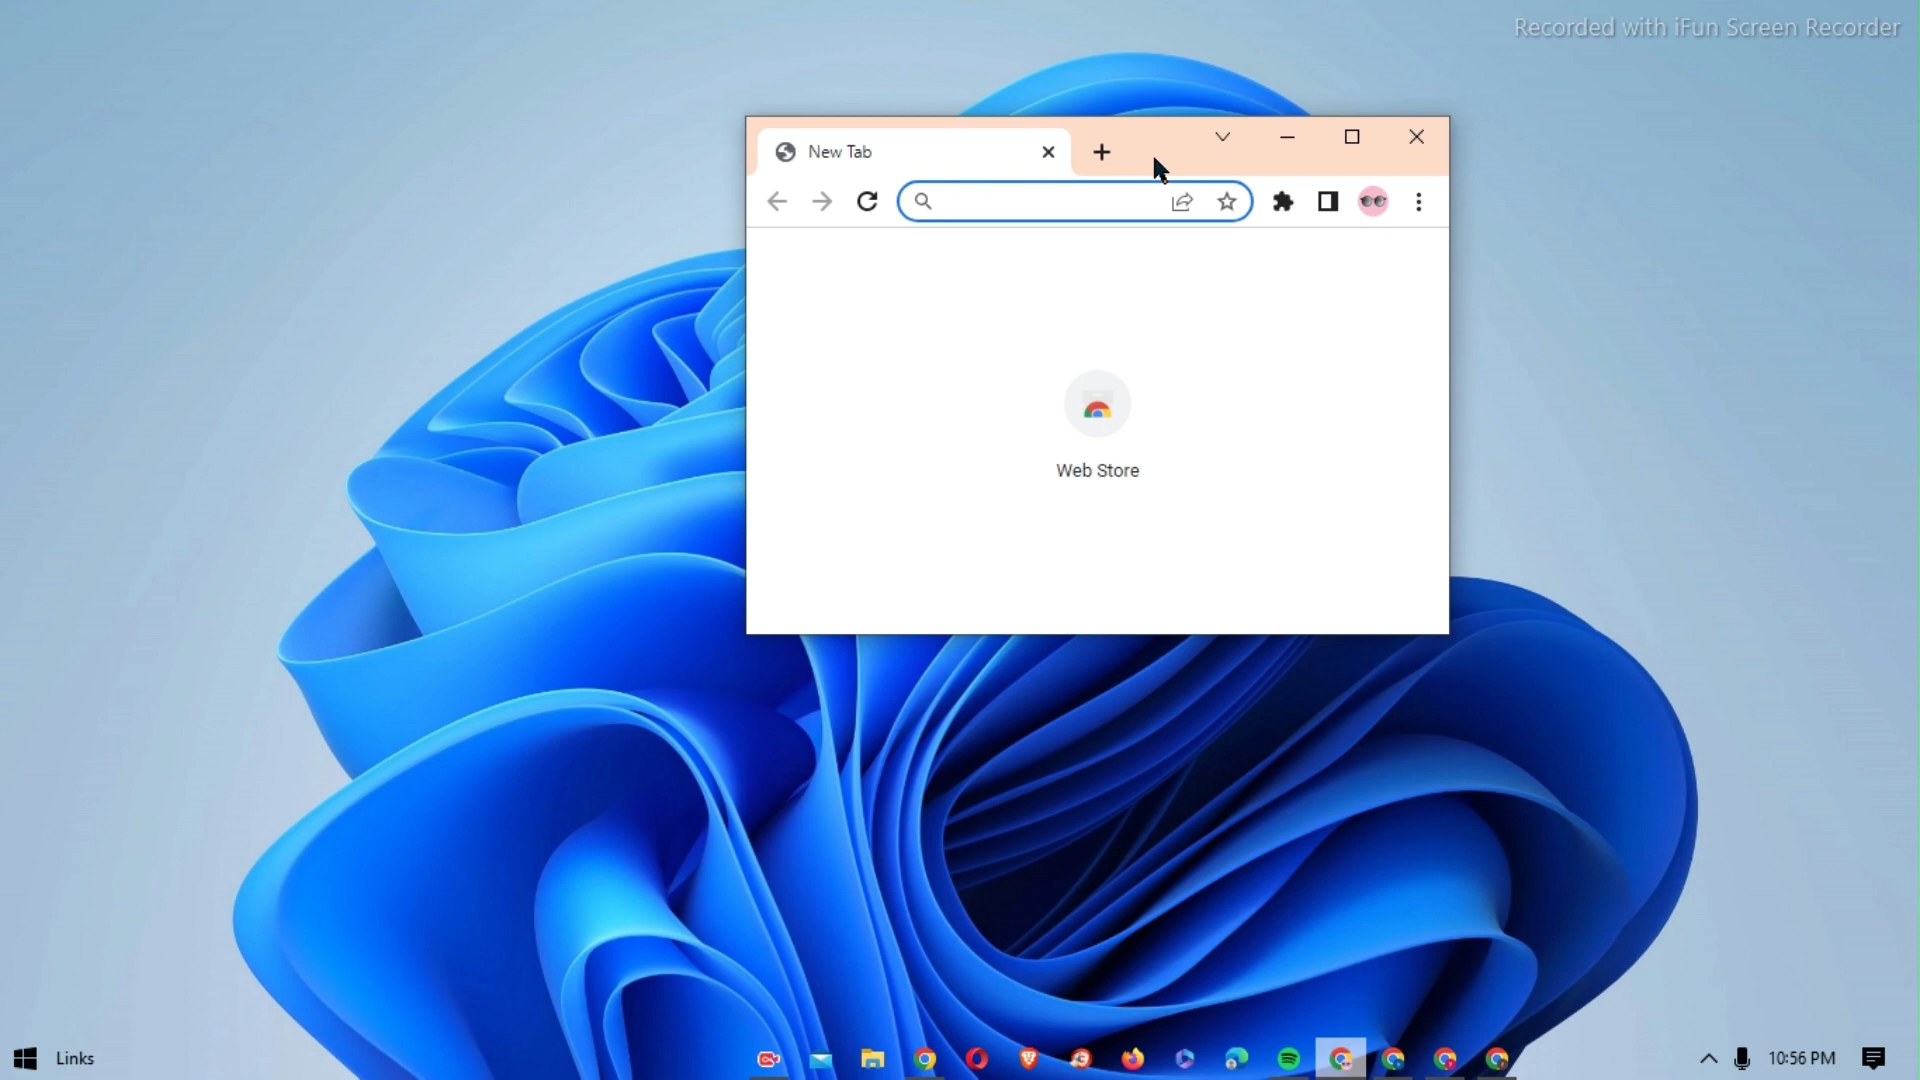 Recorded with iFun Screen Recorder
New Tab
Web Store
Links
10:56 PM